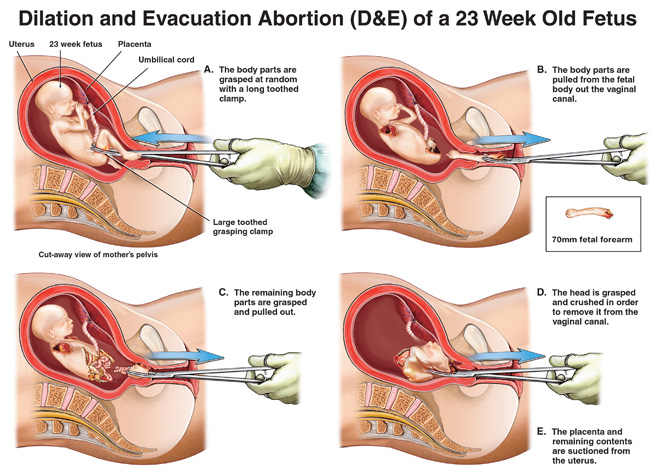 Dilation and Evacuation Abortion (D&E) of a 23 Week Old Fetus
Uterus
23 week fetus
Placenta
Umbilical cord
A. The body parts are
grasped at random
with a long toothed
clamp.
Large toothed
grasping clamp
Cut-away view of mother's pelvis
B. The body parts are
pulled from the fetal
body out the vaginal
canal.
70mm fetal forearm
C. The remaining body
parts are grasped
and pulled out.
D. The head is grasped
and crushed in order
to remove it from the
vaginal canal.
E. The placenta and
remaining contents
are suctioned from
the uterus.